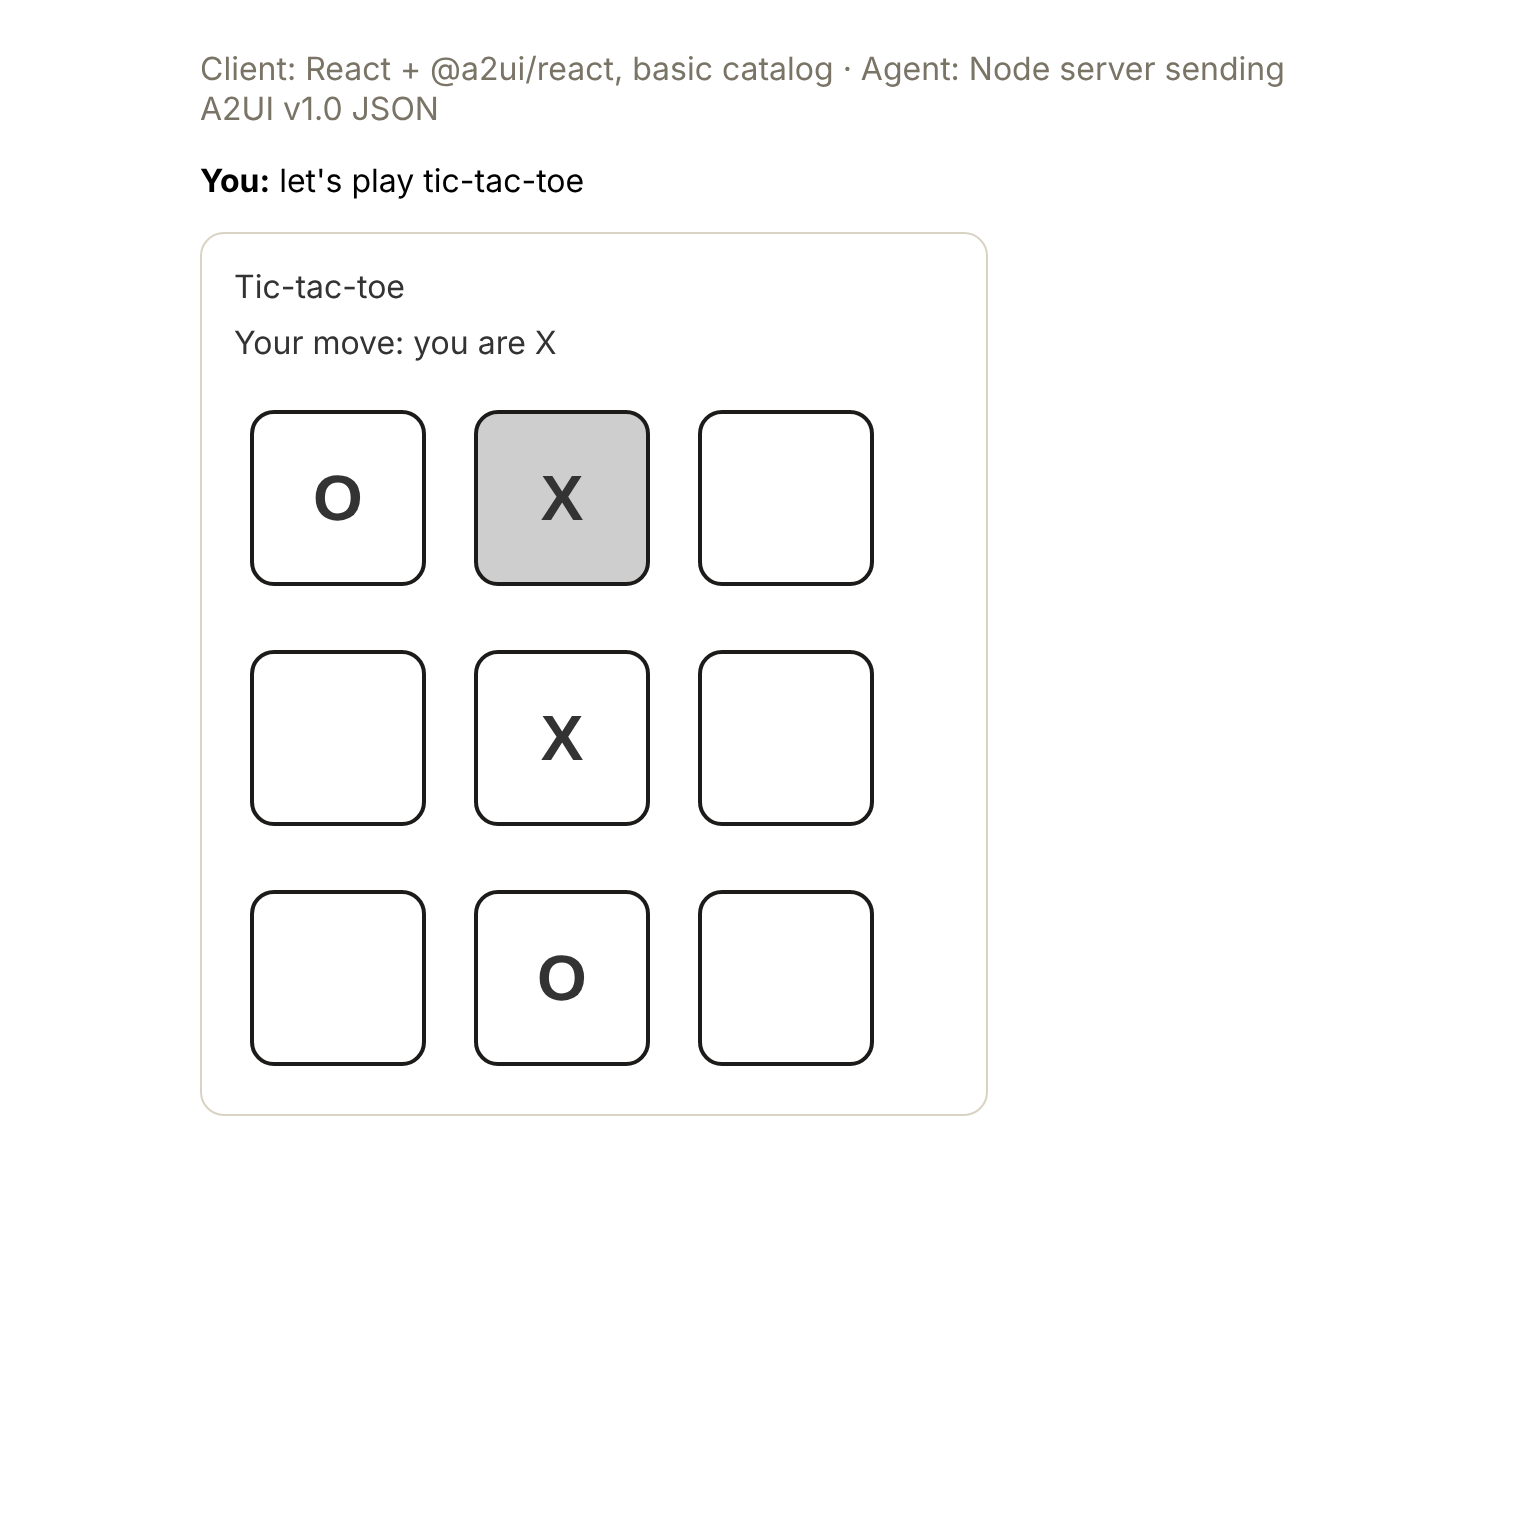 Client: React + @a2ui/react, basic catalog · Agent: Node server sending
A2UI v1.0 JSON
You: let's play tic-tac-toe
Tic-tac-toe
Your move: you are X
O X
X
O